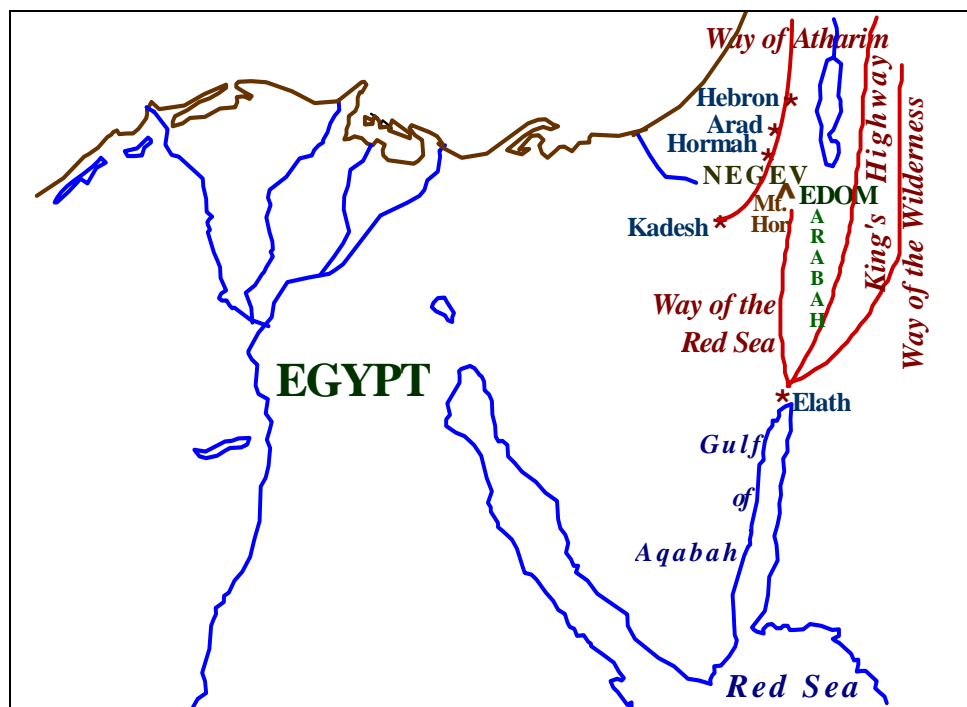 Way of Atharim
Hebron
Arad
Hormah
NEGEV
Mt.
Hor
EDOM
Kadesh
ARABAH
King's Highway
Way of the Wilderness
Way of the
Red Sea
EGYPT
Elath
Gulf
of
Aqabah
Red Sea